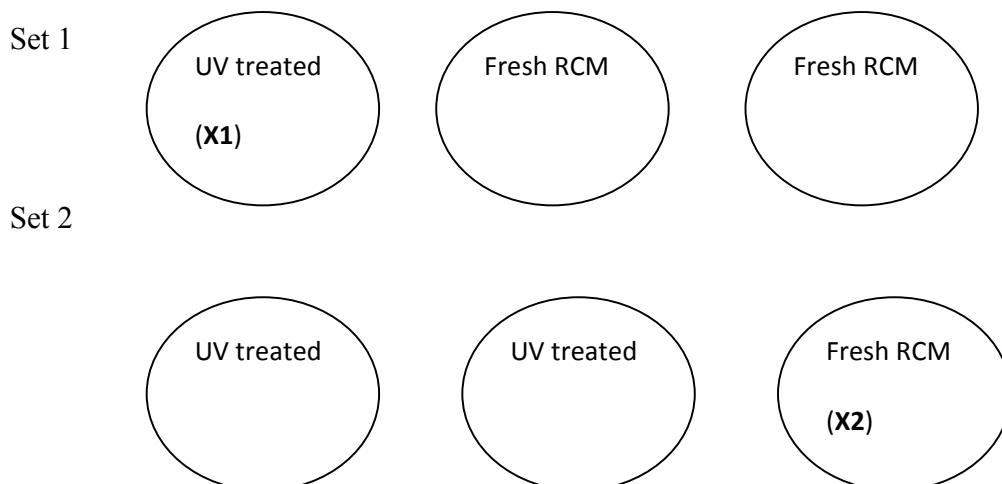 Set 1
UV treated Fresh RCM Fresh RCM
(X1)
Set 2
UV treated UV treated Fresh RCM
(X2)